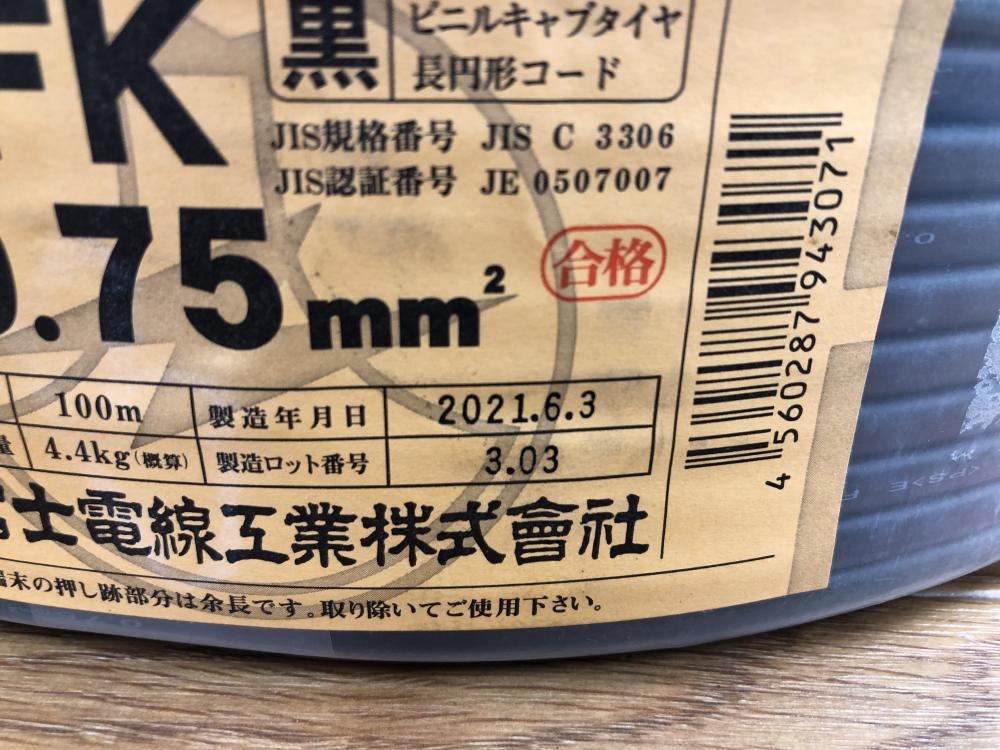 FK
黒
ビニルキャブタイヤ
長円形コード
JIS規格番号 JIS C 3306
JIS認証番号 JE 0507007
0.75mm²
合格
100m 製造年月日 2021.6.3
量 4.4kg(概算) 製造ロット番号 3.03
富士電線工業株式會社
端末の押し跡部分は余長です。取り除いてご使用下さい。
4560287943071